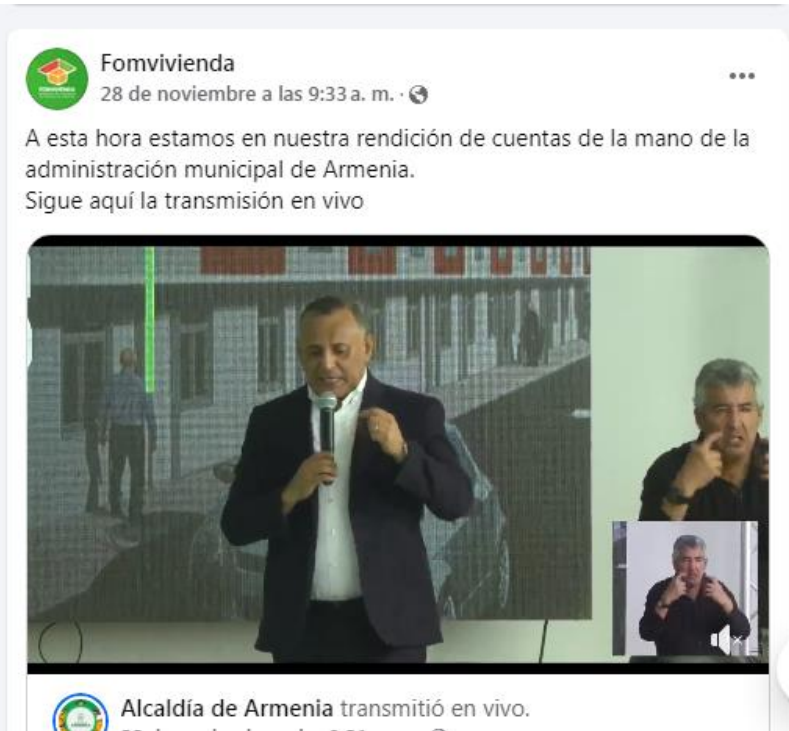 Fomvivienda
28 de noviembre a las 9:33 a. m. ·
A esta hora estamos en nuestra rendición de cuentas de la mano de la
administración municipal de Armenia.
Sigue aquí la transmisión en vivo
Alcaldía de Armenia transmitió en vivo.